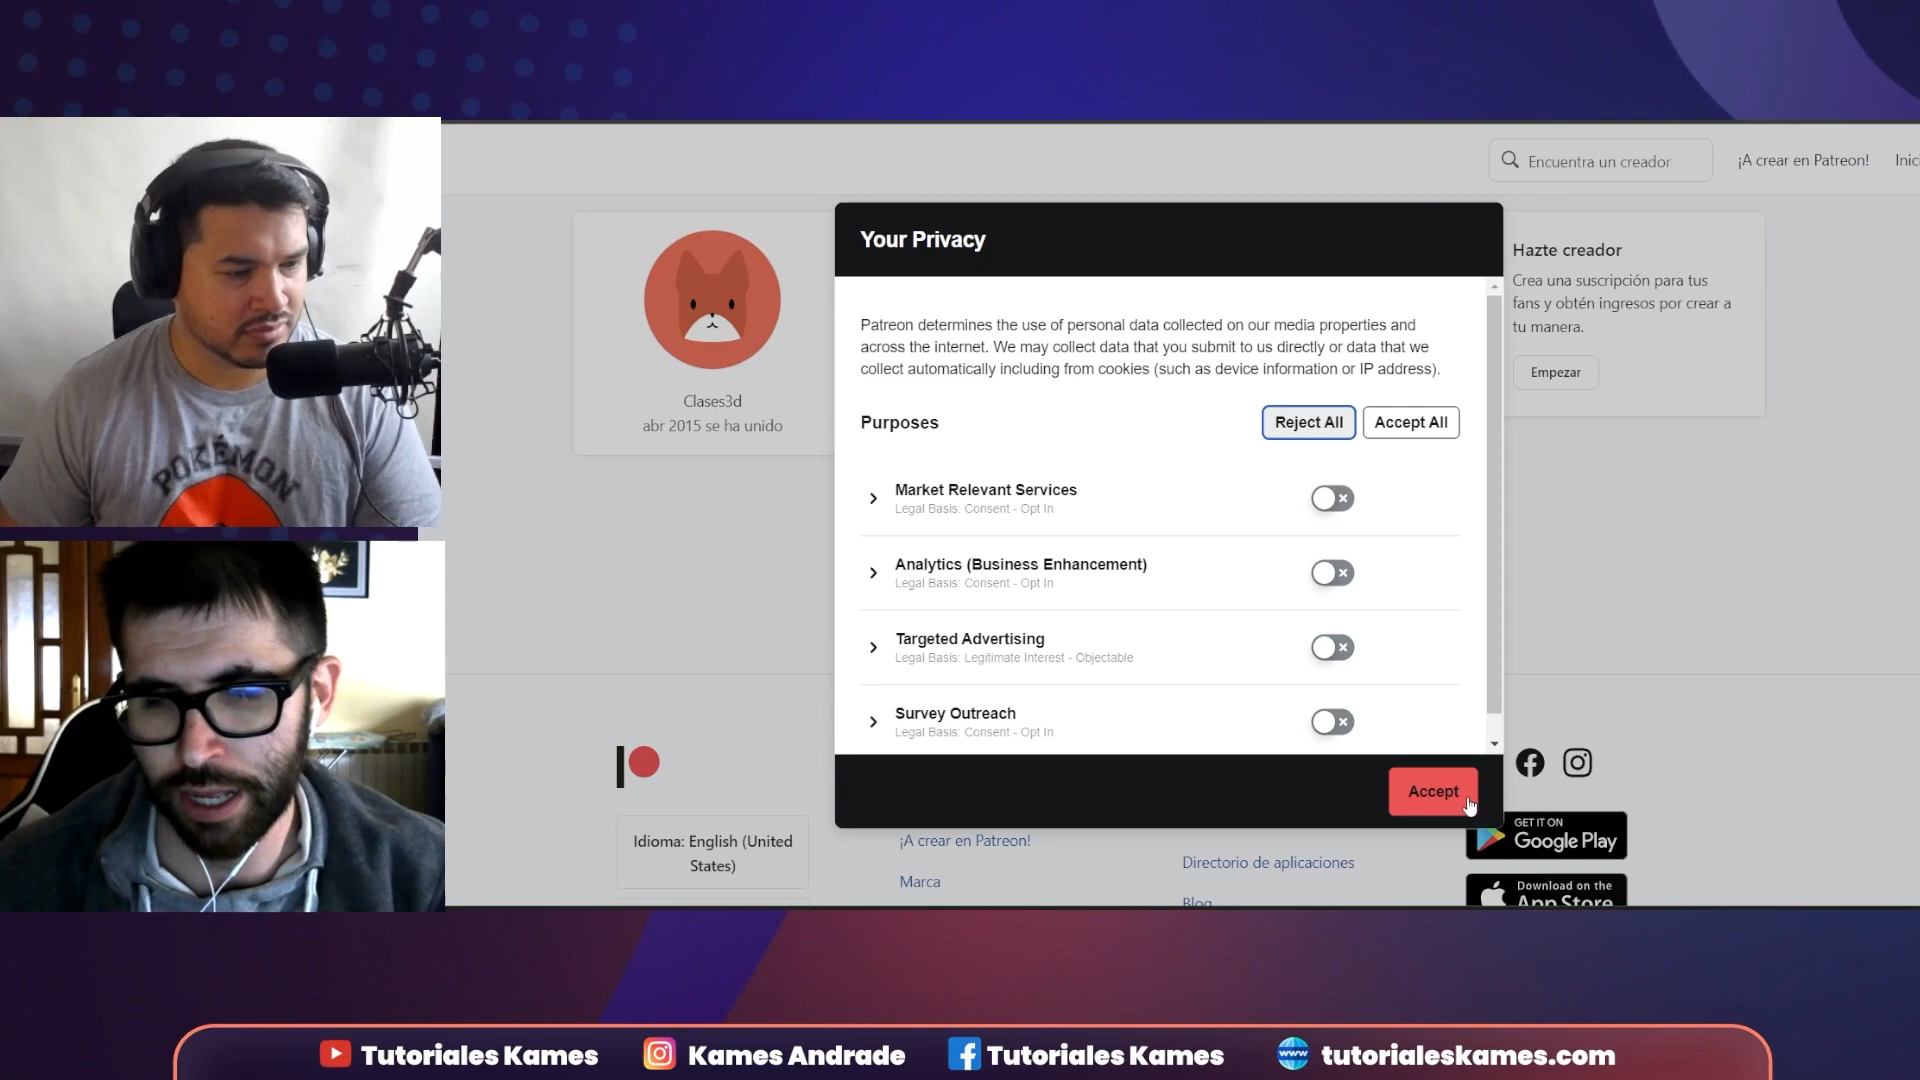 Encuentra un creador
¡A crear en Patreon!
Inici
POKÉMON
Clases3d
abr 2015 se ha unido
Your Privacy
Patreon determines the use of personal data collected on our media properties and
across the internet. We may collect data that you submit to us directly or data that we
collect automatically including from cookies (such as device information or IP address).
Purposes
Reject All
Accept All
Market Relevant Services
Legal Basis: Consent - Opt In
Analytics (Business Enhancement)
Legal Basis: Consent - Opt In
Targeted Advertising
Legal Basis: Legitimate Interest - Objectable
Survey Outreach
Legal Basis: Consent - Opt In
Accept
Hazte creador
Crea una suscripción para tus
fans y obtén ingresos por crear a
tu manera.
Empezar
Idioma: English (United
States)
¡A crear en Patreon!
Marca
Directorio de aplicaciones
Blog
GET IT ON
Google Play
Download on the
App Store
Tutoriales Kames
Kames Andrade
Tutoriales Kames
www
tutorialeskames.com